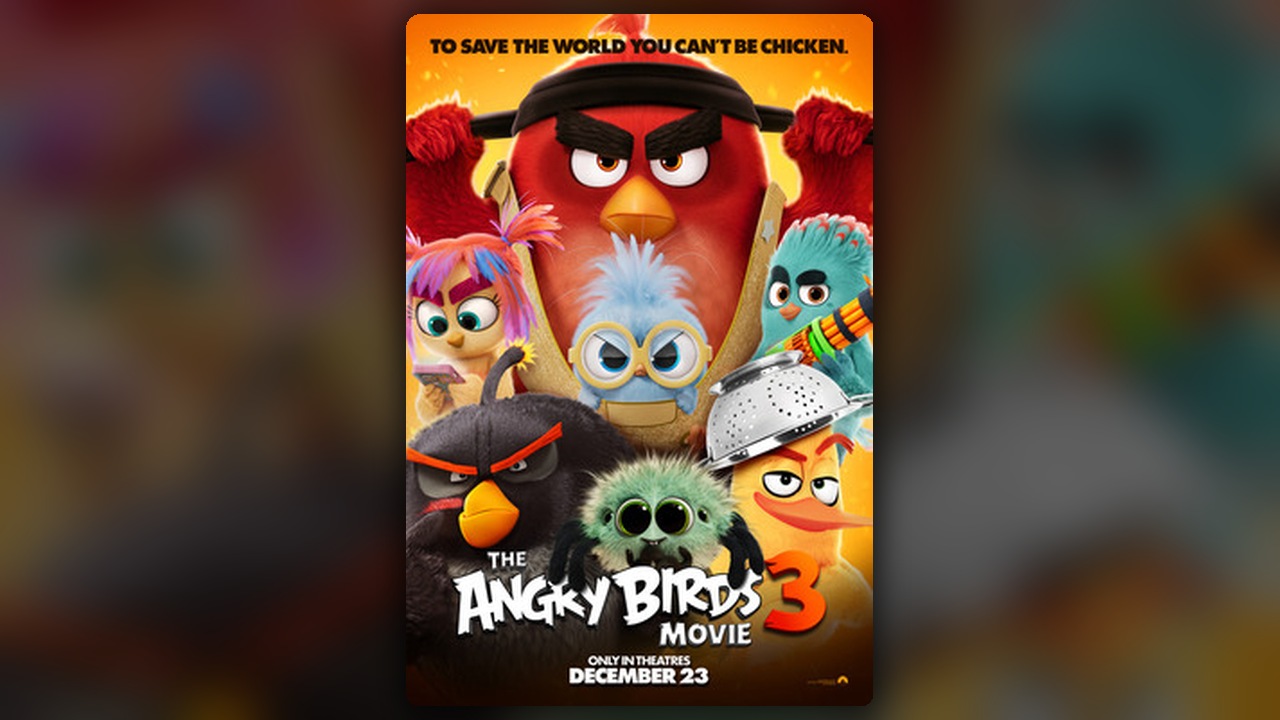 TO SAVE THE WORLD YOU CAN'T BE CHICKEN.
THE
ANGRY BIRDS 3
MOVIE
ONLY IN THEATRES
DECEMBER 23